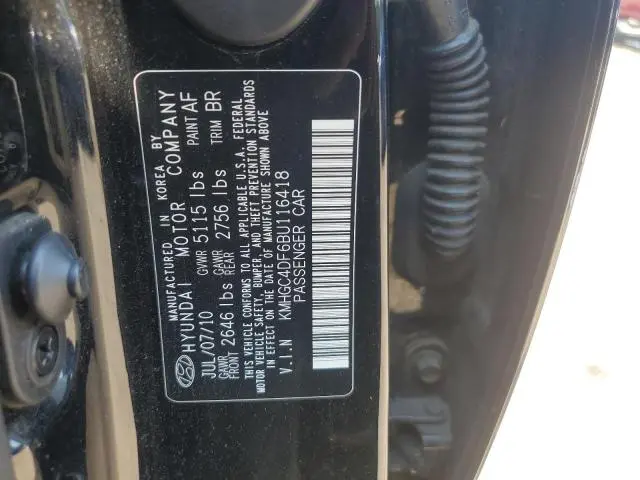 MANUFACTURED IN KOREA BY
HYUNDAI MOTOR COMPANY
JUL/07/10 GVWR 5115 lbs PAINT AF
GAWR FRONT 2646 lbs GAWR REAR 2756 lbs TRIM BR
THIS VEHICLE CONFORMS TO ALL APPLICABLE U.S.A. FEDERAL
MOTOR VEHICLE SAFETY, BUMPER, AND THEFT PREVENTION STANDARDS
IN EFFECT ON THE DATE OF MANUFACTURE SHOWN ABOVE
V.I.N KMHGC4DF6BU116418
PASSENGER CAR